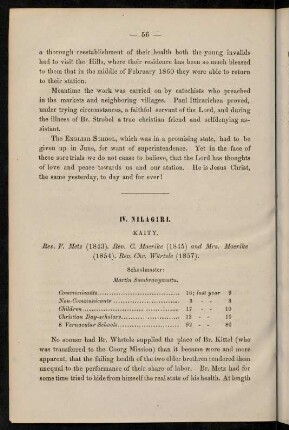 — 56 —
a thorough reestablishment of their health both the young invalids
had to visit the Hills, where their residence has been so much blessed
to them that in the middle of February 1860 they were able to return
to their station.
Meantime the work was carried on by catechists who preached
in the markets and neighboring villages. Paul Ittirarichna proved,
under trying circumstances, a faithful servant of the Lord, and during
the illness of Br. Strobel a true christian friend and selfdenying as-
sistant.
The English School, which was in a promising state, had to be
given up in June, for want of superintendence. Yet in the face of
these sore trials we do not cease to believe, that the Lord has thoughts
of love and peace towards us and our station. He is Jesus Christ,
the same yesterday, to day and for ever!
IV. NILAGIRI.
KAITY.
Rev. F. Metz (1843). Rev. C. Moerike (1845) and Mrs. Moerike
(1854). Rev. Chr. Würtele (1857).
Schoolmaster:
Martin
Communicants 10; last year 9
Non-Communicants 3 „ „ 3
Children 17 „ „ 10
Christian Day-scholars 12 „ „ 10
6 Vernacular Schools 92 „ „ 82
No sooner had Br. Würtele supplied the place of Br. Kittel (who
was transferred to the Coorg Mission) than it became more and more
apparent, that the failing health of the two elder brethren rendered them
unequal to the performance of their share of labor. Br. Metz had for
some time tried to hide from himself the real state of his health. At length